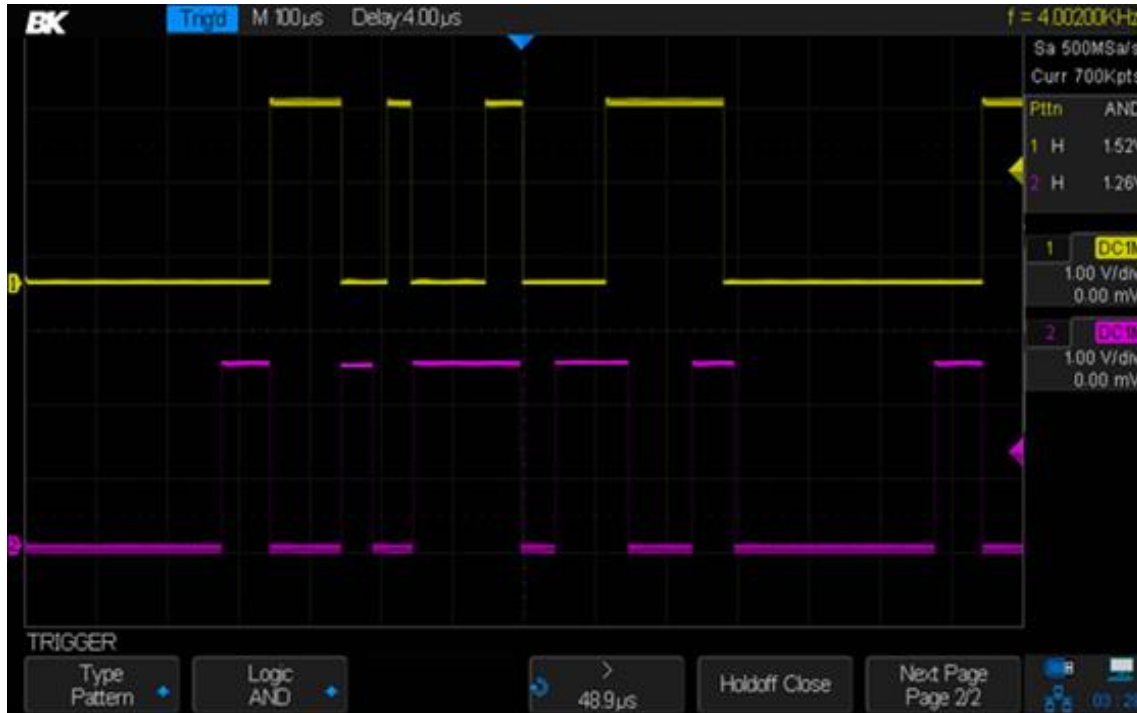 BK Trig'd M 100μs Delay:4.00μs f = 4.00200KHz
Sa 500MSa/s
Curr 700Kpts
Pttn AND
1 H 1.52V
2 H 1.26V
1 DC1M
1.00 V/div
0.00 mV
2 DC1M
1.00 V/div
0.00 mV
TRIGGER
Type
Pattern
Logic
AND
>
48.9μs
Holdoff Close
Next Page
Page 2/2